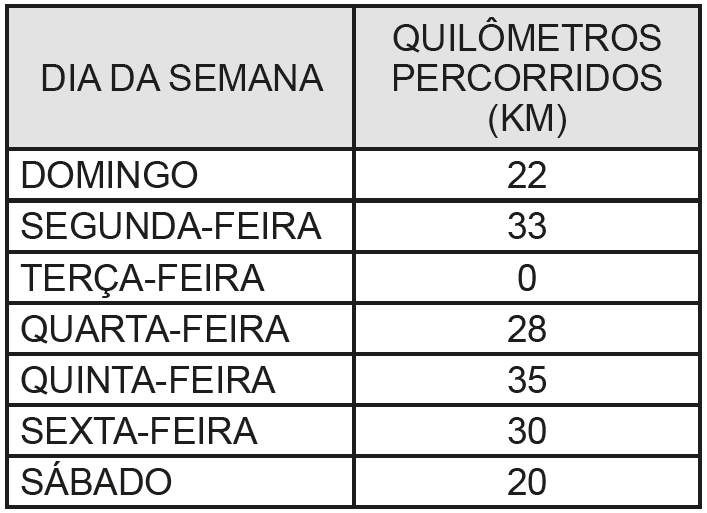 DIA DA SEMANA
QUILÔMETROS
PERCORRIDOS
(KM)
DOMINGO 22
SEGUNDA-FEIRA 33
TERÇA-FEIRA 0
QUARTA-FEIRA 28
QUINTA-FEIRA 35
SEXTA-FEIRA 30
SÁBADO 20